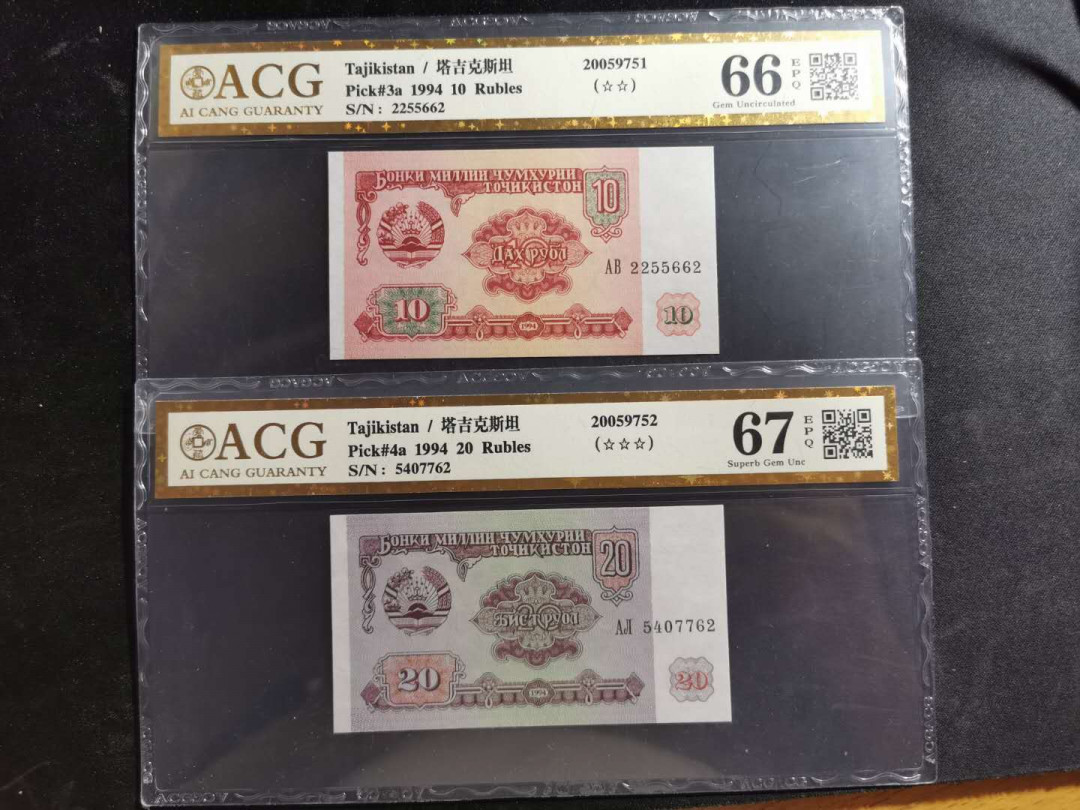 ACG
AI CANG GUARANTY
Tajikistan / 塔吉克斯坦
Pick#3a 1994 10 Rubles
S/N: 2255662
20059751
(☆☆)
66
EPQ
Gem Uncirculated
БОНКИ МИЛЛИИ ҶУМҲУРИИ
ТОҶИКИСТОН
10
10
ДАҲ РУБЛ
АВ 2255662
10
1994
10
ACG
AI CANG GUARANTY
Tajikistan / 塔吉克斯坦
Pick#4a 1994 20 Rubles
S/N: 5407762
20059752
(☆☆☆)
67
EPQ
Superb Gem Unc
БОНКИ МИЛЛИИ ҶУМҲУРИИ
ТОҶИКИСТОН
20
20
БИСТ РУБЛ
АЛ 5407762
20
1994
20